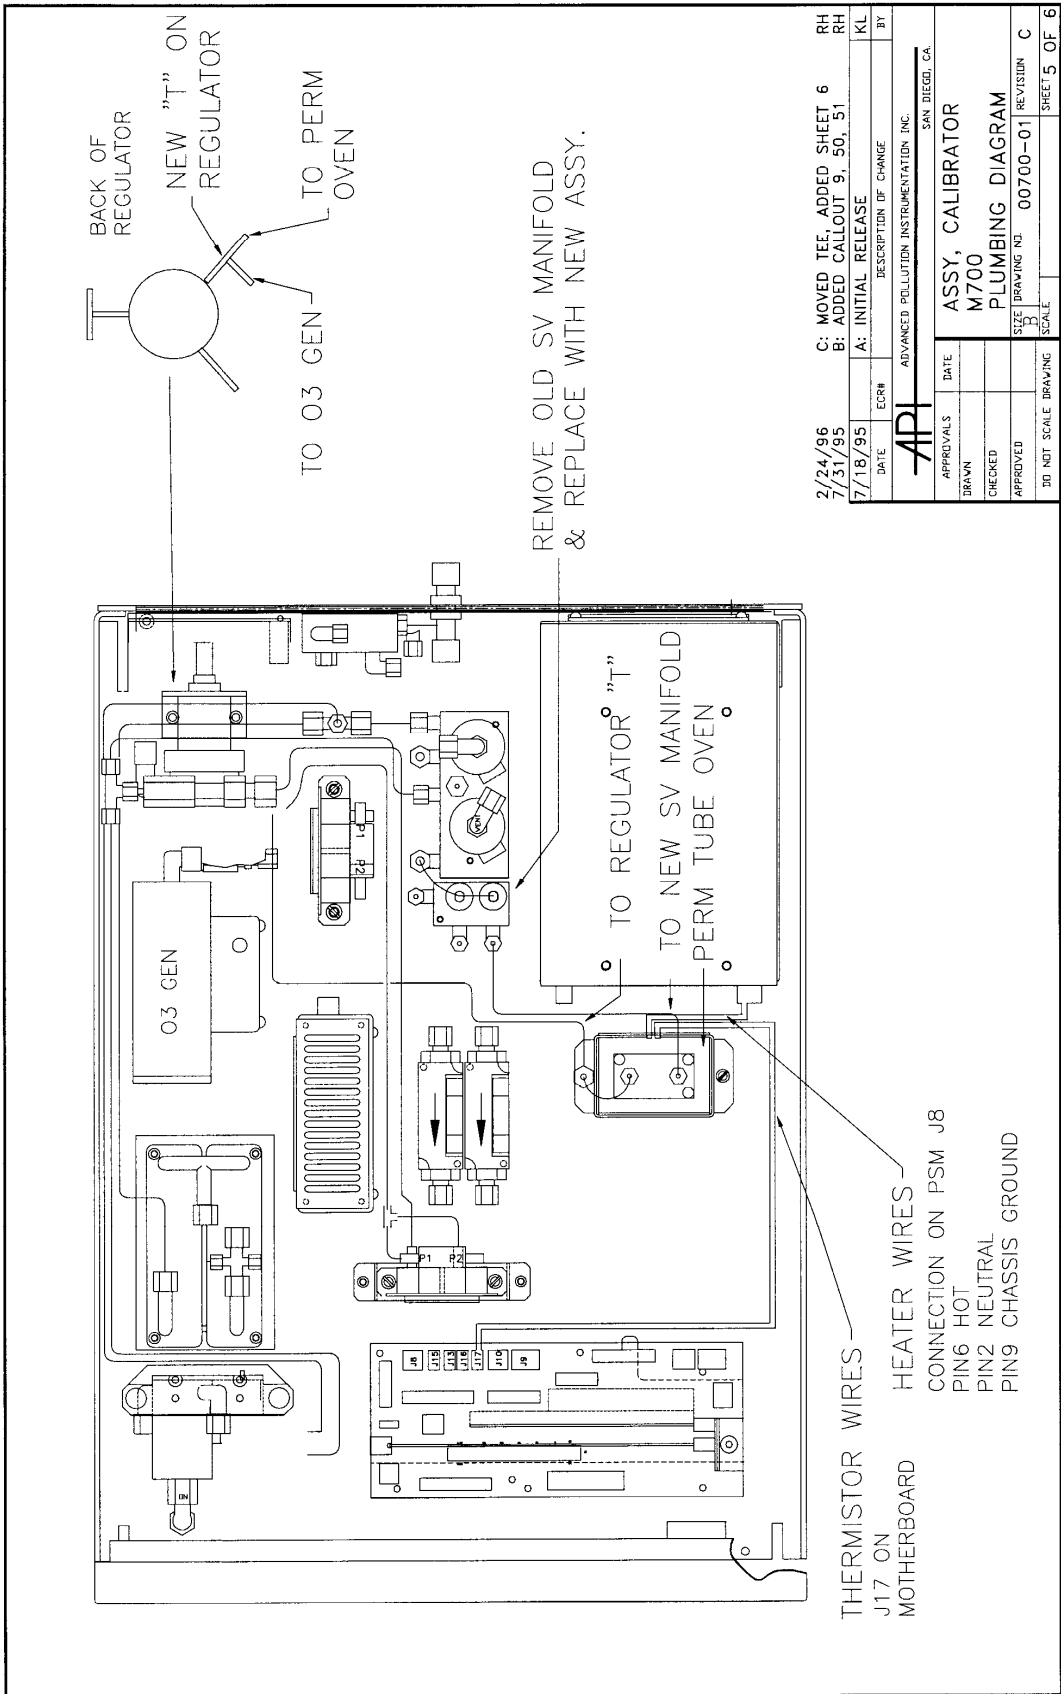 BACK OF
REGULATOR
NEW "T" ON
REGULATOR
TO PERM
OVEN
TO 03 GEN
REMOVE OLD SV MANIFOLD
& REPLACE WITH NEW ASSY.
03 GEN
P1
P2
VENT
TO REGULATOR "T"
TO NEW SV MANIFOLD
PERM TUBE OVEN
P1
P2
J8
J15
J13
J16
J17
J10
J9
THERMISTOR WIRES
J17 ON
MOTHERBOARD
HEATER WIRES
CONNECTION ON PSM J8
PIN6 HOT
PIN2 NEUTRAL
PIN9 CHASSIS GROUND
2/24/96 C: MOVED TEE, ADDED SHEET 6 RH
7/31/95 B: ADDED CALLOUT 9, 50, 51 RH
7/18/95 A: INITIAL RELEASE KL
DATE ECR# DESCRIPTION OF CHANGE BY
API ADVANCED POLLUTION INSTRUMENTATION INC.
SAN DIEGO, CA.
APPROVALS DATE
DRAWN
CHECKED
APPROVED
ASSY, CALIBRATOR
M700
PLUMBING DIAGRAM
SIZE B DRAWING NO. 00700-01 REVISION C
DO NOT SCALE DRAWING SCALE SHEET 5 OF 6